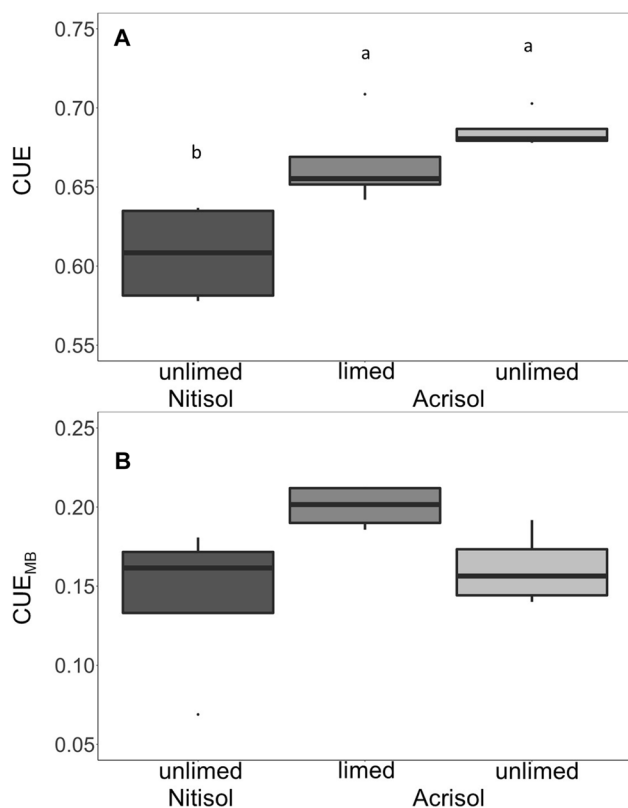 0.75
A
a
a
0.70
b
CUE
0.65
0.60
0.55
unlimed limed unlimed
Nitisol Acrisol
0.25
B
0.20
CUE_MB
0.15
0.10
0.05
unlimed limed unlimed
Nitisol Acrisol